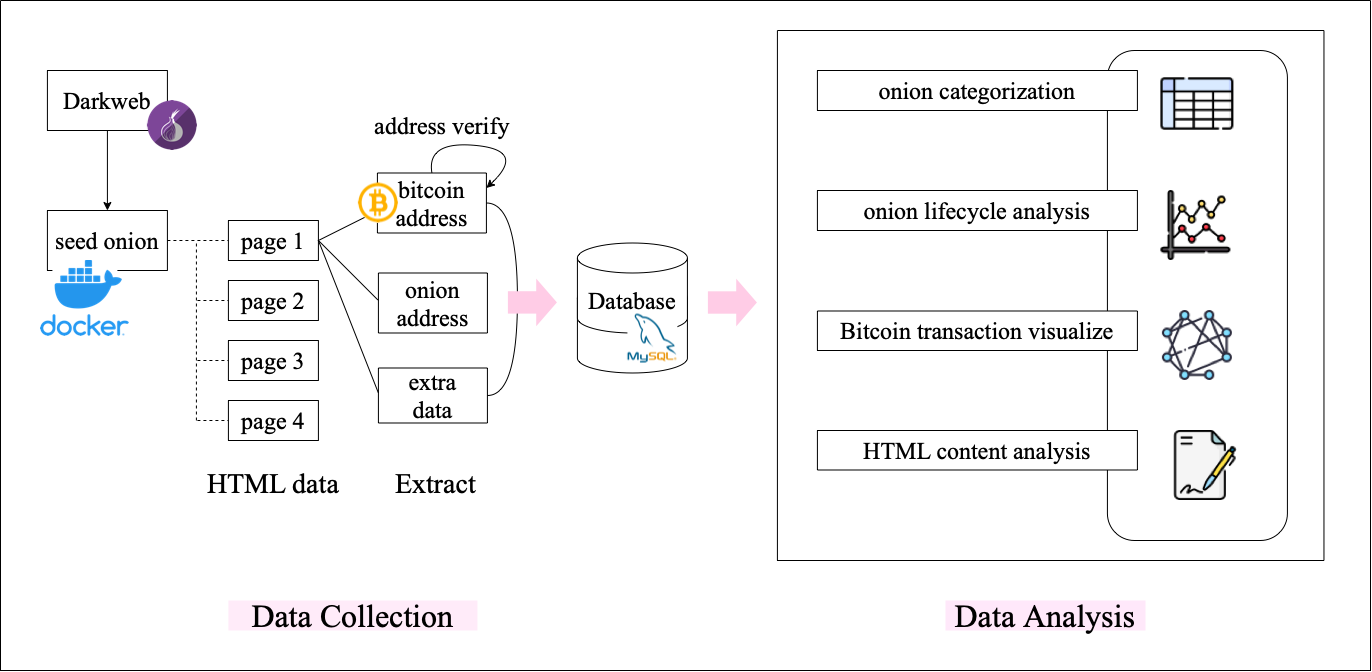 Darkweb
address verify
bitcoin
address
seed onion
docker
page 1
page 2
page 3
page 4
onion
address
extra
data
HTML data
Extract
Database
MySQL
onion categorization
onion lifecycle analysis
Bitcoin transaction visualize
HTML content analysis
Data Collection
Data Analysis